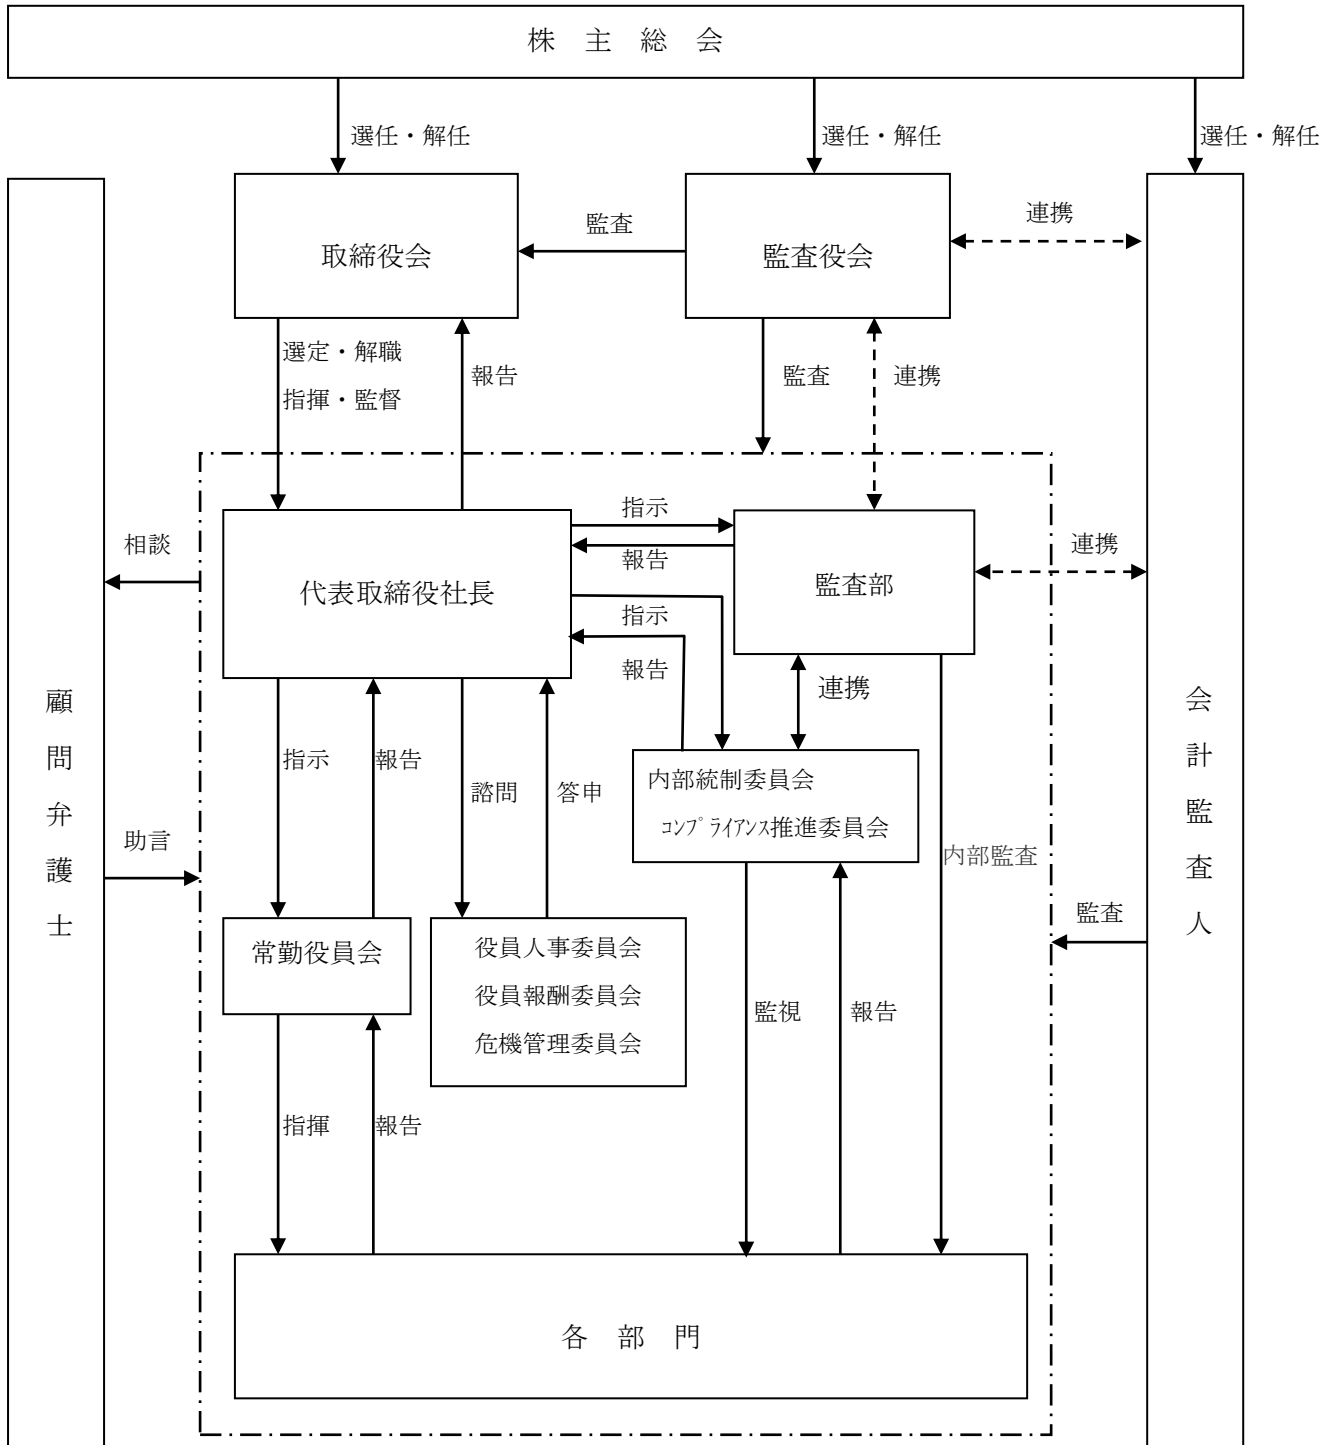 株 主 総 会
選任・解任
選任・解任
選任・解任
取締役会
監査
監査役会
連携
選定・解職
指揮・監督
報告
監査
連携
相談
代表取締役社長
指示
報告
指示
報告
監査部
連携
連携
顧問弁護士
会計監査人
指示
報告
諮問
答申
内部統制委員会
ｺﾝﾌﾟﾗｲｱﾝｽ推進委員会
内部監査
助言
監査
常勤役員会
役員人事委員会
役員報酬委員会
危機管理委員会
監視
報告
指揮
報告
各 部 門